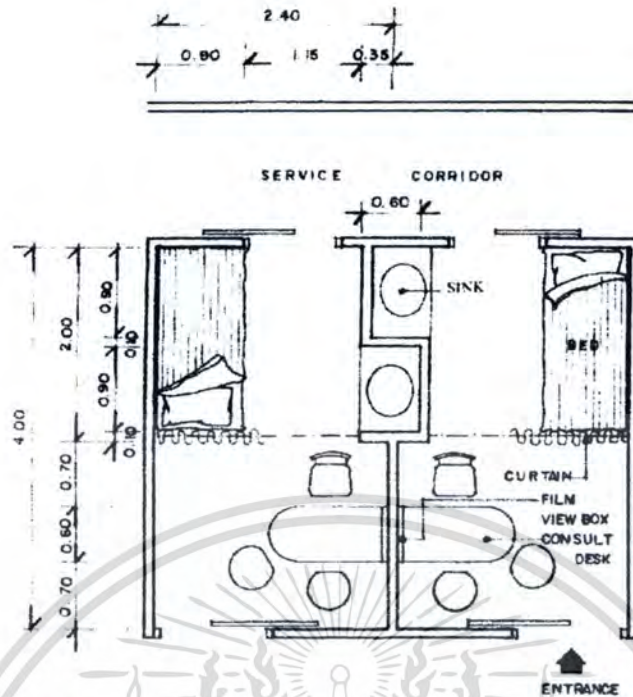 2.40
0.80 1.15 0.35
SERVICE CORRIDOR
0.60
SINK
4.00
2.00
0.90
0.10
0.90
0.10
BED
0.70
0.60
0.70
CURTAIN
FILM
VIEW BOX
CONSULT
DESK
ENTRANCE